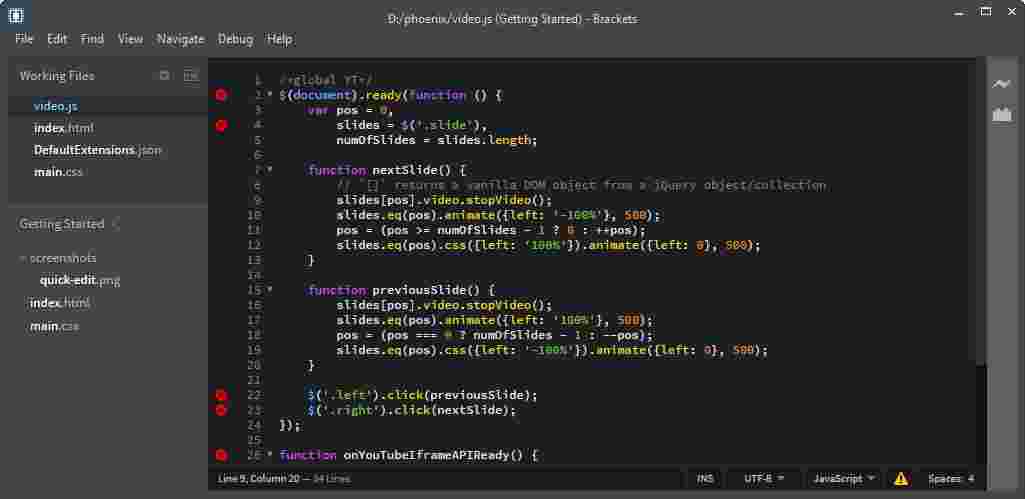 D:/phoenix/video.js (Getting Started) - Brackets
File Edit Find View Navigate Debug Help
Working Files
video.js
index.html
DefaultExtensions.json
main.css
Getting Started
screenshots
quick-edit.png
index.html
main.css
1 /*global YT*/
2 $(document).ready(function () {
3 var pos = 0,
4 slides = $('.slide'),
5 numOfSlides = slides.length;
6
7 function nextSlide() {
8 // `[]` returns a vanilla DOM object from a jQuery object/collection
9 slides[pos].video.stopVideo();
10 slides.eq(pos).animate({left: '-100%'}, 500);
11 pos = (pos >= numOfSlides - 1 ? 0 : ++pos);
12 slides.eq(pos).css({left: '100%'}).animate({left: 0}, 500);
13 }
14
15 function previousSlide() {
16 slides[pos].video.stopVideo();
17 slides.eq(pos).animate({left: '100%'}, 500);
18 pos = (pos === 0 ? numOfSlides - 1 : --pos);
19 slides.eq(pos).css({left: '-100%'}).animate({left: 0}, 500);
20 }
21
22 $('.left').click(previousSlide);
23 $('.right').click(nextSlide);
24 });
25
26 function onYouTubeIframeAPIReady() {
Line 9, Column 20 — 34 Lines INS UTF-8 JavaScript Spaces: 4